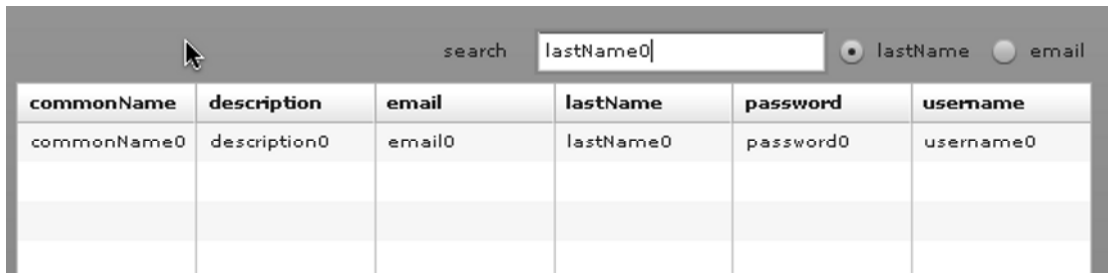 search lastName0 lastName email
commonName description email lastName password username
commonName0 description0 email0 lastName0 password0 username0